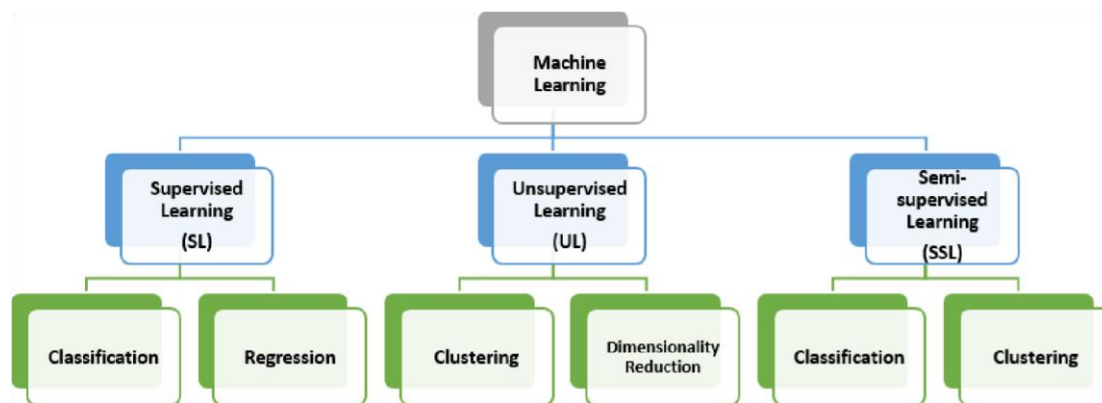 Machine
Learning
Supervised
Learning
(SL)
Unsupervised
Learning
(UL)
Semi-
supervised
Learning
(SSL)
Classification
Regression
Clustering
Dimensionality
Reduction
Classification
Clustering